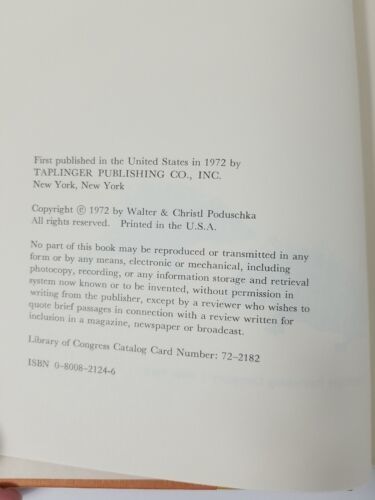 First published in the United States in 1972 by
TAPLINGER PUBLISHING CO., INC.
New York, New York
Copyright © 1972 by Walter & Christl Poduschka
All rights reserved. Printed in the U.S.A.
No part of this book may be reproduced or transmitted in any
form or by any means, electronic or mechanical, including
photocopy, recording, or any information storage and retrieval
system now known or to be invented, without permission in
writing from the publisher, except by a reviewer who wishes to
quote brief passages in connection with a review written for
inclusion in a magazine, newspaper or broadcast.
Library of Congress Catalog Card Number: 72-2182
ISBN 0-8008-2124-6